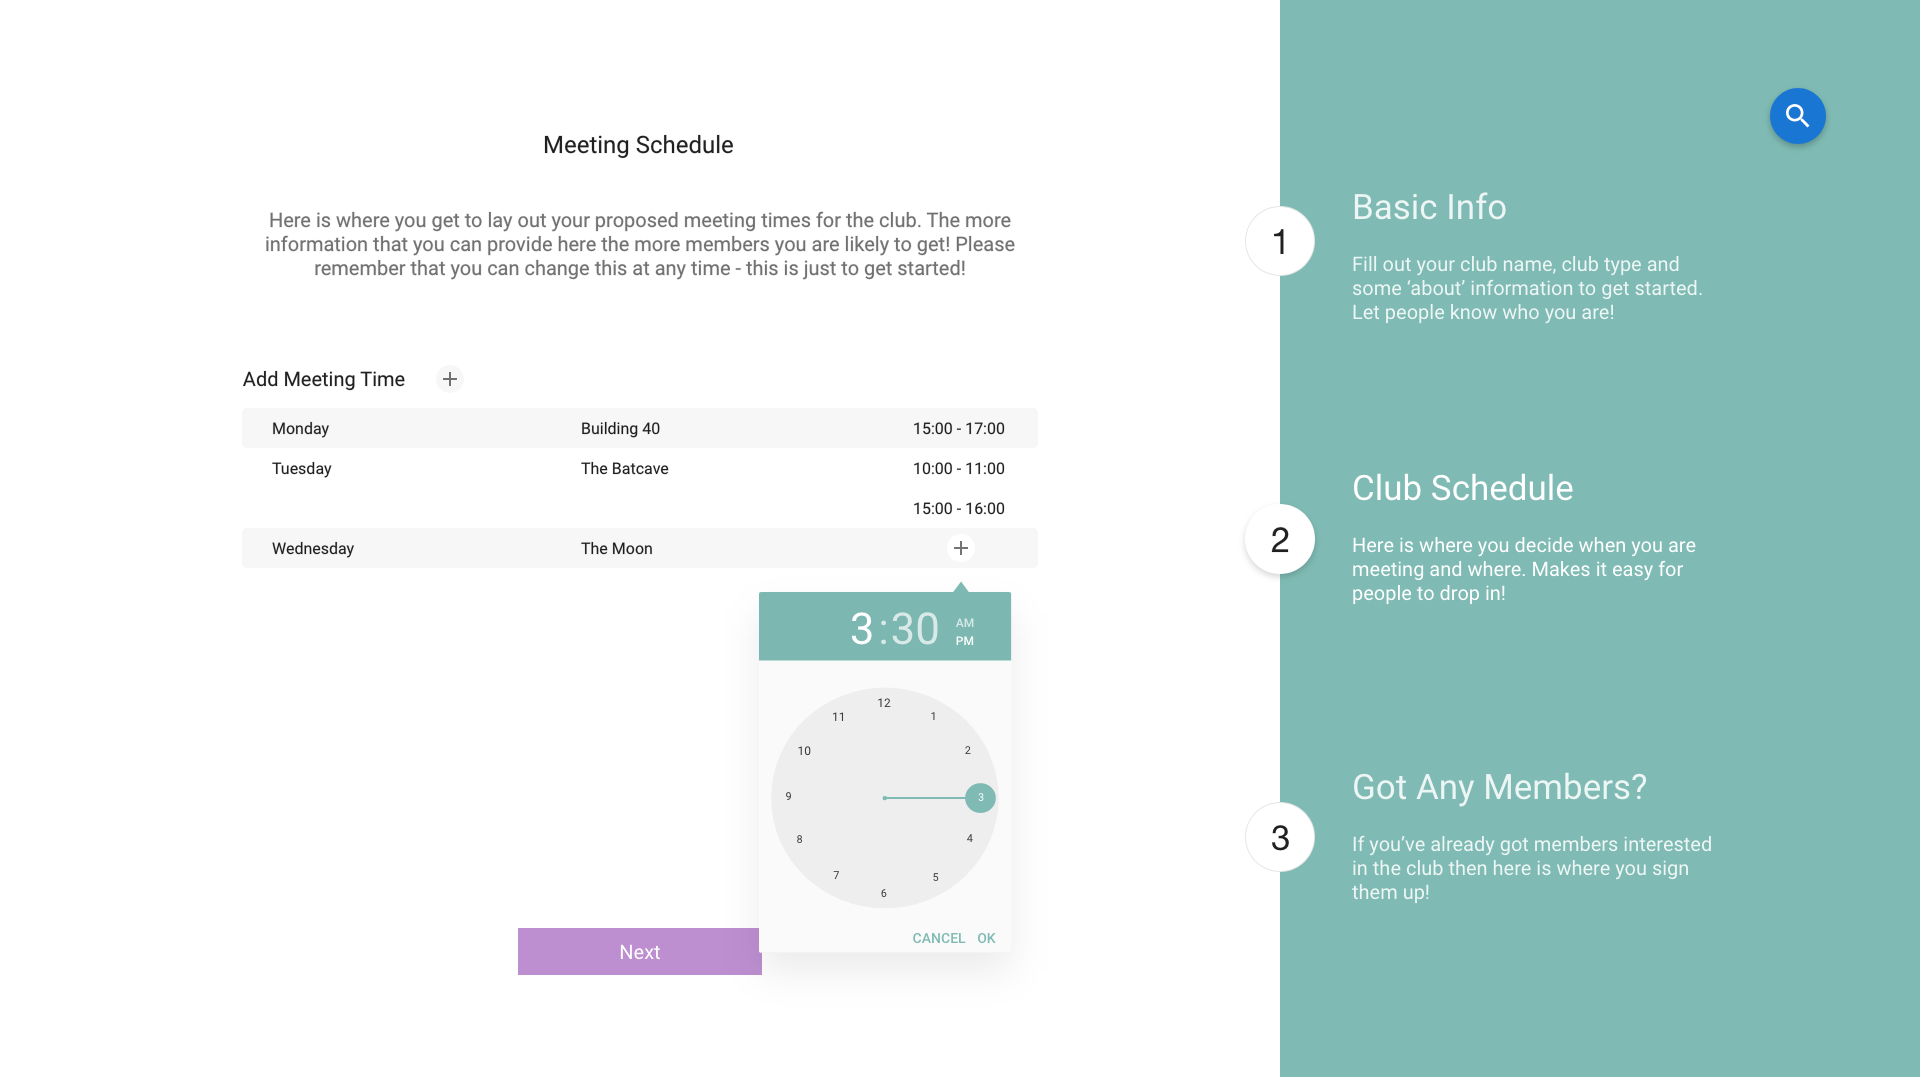 Meeting Schedule
Here is where you get to lay out your proposed meeting times for the club. The more
information that you can provide here the more members you are likely to get! Please
remember that you can change this at any time - this is just to get started!
Add Meeting Time
Monday Building 40 15:00 - 17:00
Tuesday The Batcave 10:00 - 11:00
15:00 - 16:00
Wednesday The Moon
3:30 AM
PM
12
11 1
10 2
9 3
8 4
7 5
6
CANCEL OK
Next
1
Basic Info
Fill out your club name, club type and
some ‘about’ information to get started.
Let people know who you are!
2
Club Schedule
Here is where you decide when you are
meeting and where. Makes it easy for
people to drop in!
3
Got Any Members?
If you’ve already got members interested
in the club then here is where you sign
them up!